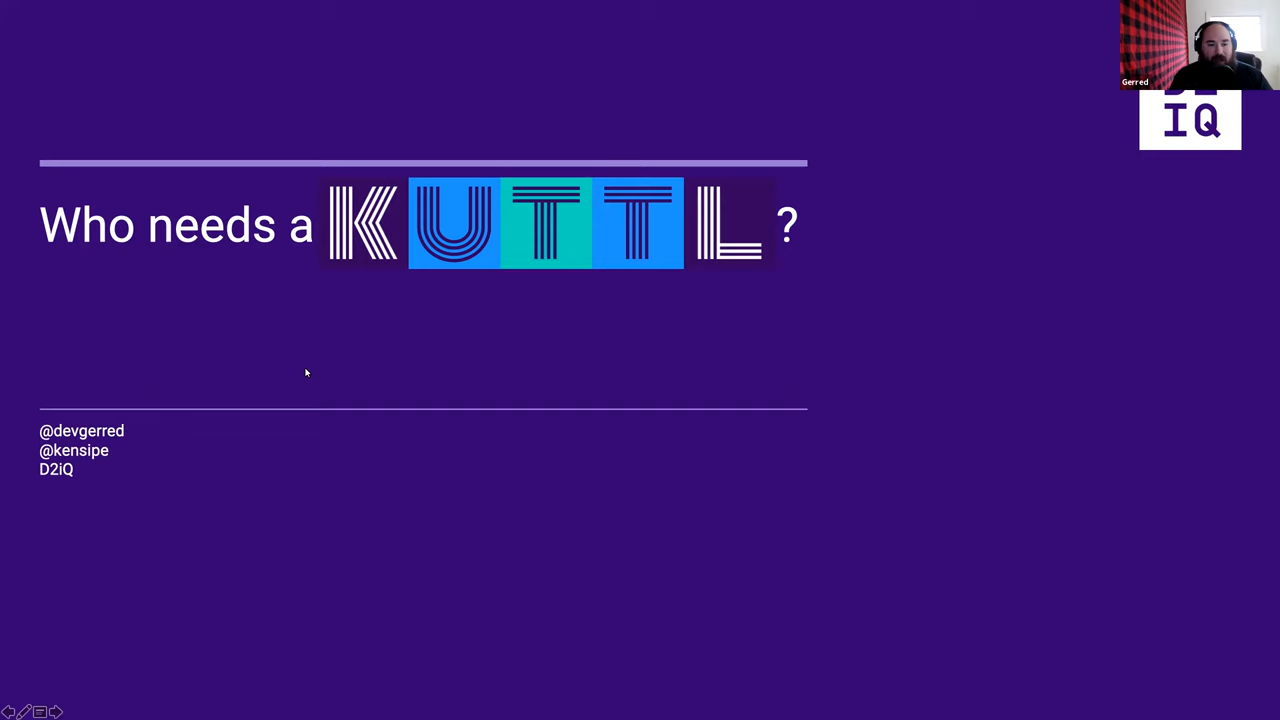 Gerred
IQ
Who needs a KUTTL ?
@devgerred
@kensipe
D2iQ